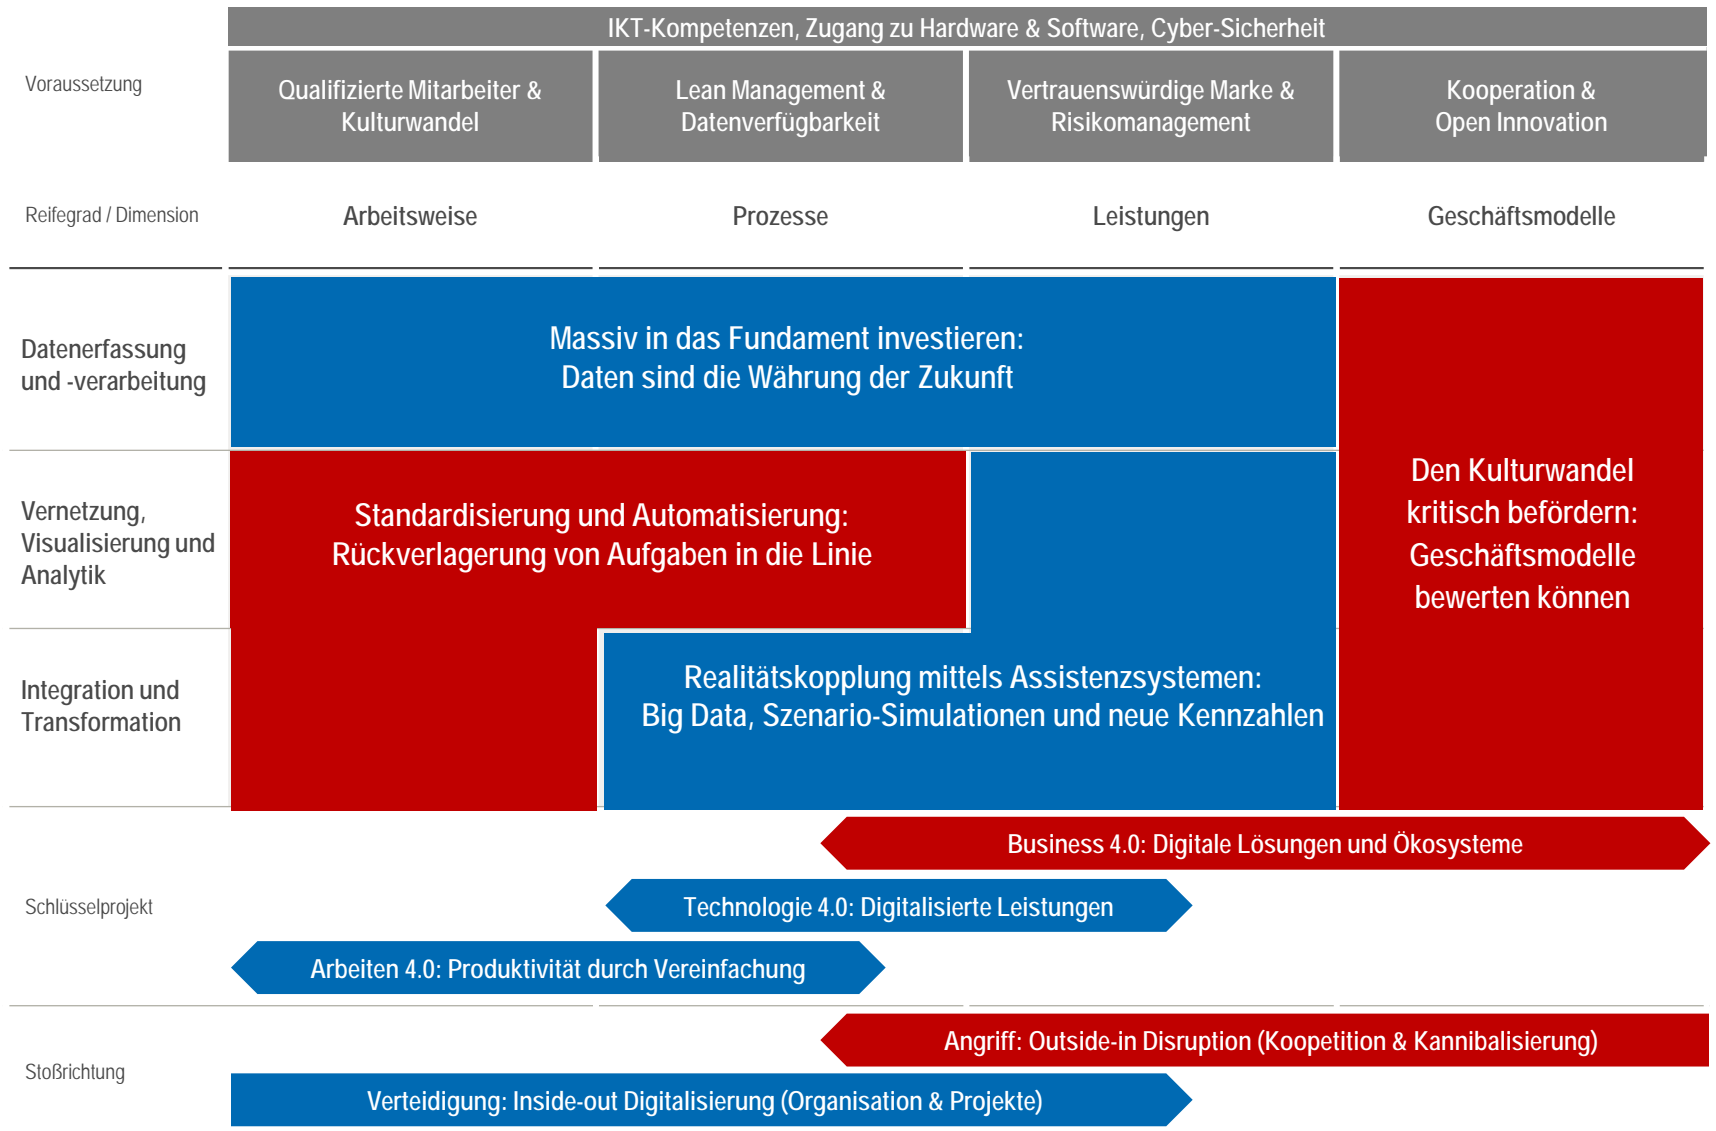 IKT-Kompetenzen, Zugang zu Hardware & Software, Cyber-Sicherheit
Voraussetzung
Qualifizierte Mitarbeiter &
Kulturwandel
Lean Management &
Datenverfügbarkeit
Vertrauenswürdige Marke &
Risikomanagement
Kooperation &
Open Innovation
Reifegrad / Dimension
Arbeitsweise
Prozesse
Leistungen
Geschäftsmodelle
Datenerfassung
und -verarbeitung
Massiv in das Fundament investieren:
Daten sind die Währung der Zukunft
Den Kulturwandel
kritisch befördern:
Geschäftsmodelle
bewerten können
Vernetzung,
Visualisierung und
Analytik
Standardisierung und Automatisierung:
Rückverlagerung von Aufgaben in die Linie
Integration und
Transformation
Realitätskopplung mittels Assistenzsystemen:
Big Data, Szenario-Simulationen und neue Kennzahlen
Schlüsselprojekt
Business 4.0: Digitale Lösungen und Ökosysteme
Technologie 4.0: Digitalisierte Leistungen
Arbeiten 4.0: Produktivität durch Vereinfachung
Stoßrichtung
Angriff: Outside-in Disruption (Koopetition & Kannibalisierung)
Verteidigung: Inside-out Digitalisierung (Organisation & Projekte)